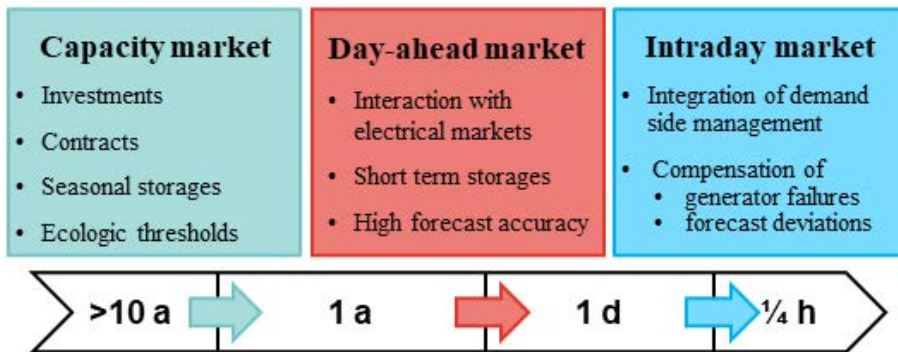 Capacity market
• Investments
• Contracts
• Seasonal storages
• Ecologic thresholds
Day-ahead market
• Interaction with
electrical markets
• Short term storages
• High forecast accuracy
Intraday market
• Integration of demand
side management
• Compensation of
• generator failures
• forecast deviations
>10 a
1 a
1 d
¼ h